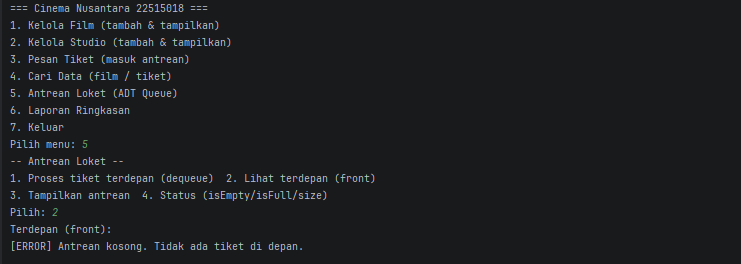 === Cinema Nusantara 22515018 ===
1. Kelola Film (tambah & tampilkan)
2. Kelola Studio (tambah & tampilkan)
3. Pesan Tiket (masuk antrean)
4. Cari Data (film / tiket)
5. Antrean Loket (ADT Queue)
6. Laporan Ringkasan
7. Keluar
Pilih menu: 5
-- Antrean Loket --
1. Proses tiket terdepan (dequeue)  2. Lihat terdepan (front)
3. Tampilkan antrean  4. Status (isEmpty/isFull/size)
Pilih: 2
Terdepan (front):
[ERROR] Antrean kosong. Tidak ada tiket di depan.